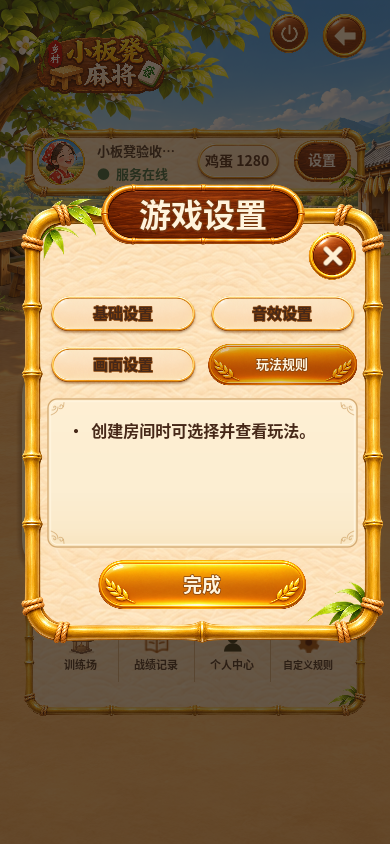 乡村
小板凳
麻将
發
小板凳验收…
服务在线
鸡蛋 1280
设置
游戏设置
基础设置
音效设置
画面设置
玩法规则
• 创建房间时可选择并查看玩法。
完成
训练场
战绩记录
个人中心
自定义规则